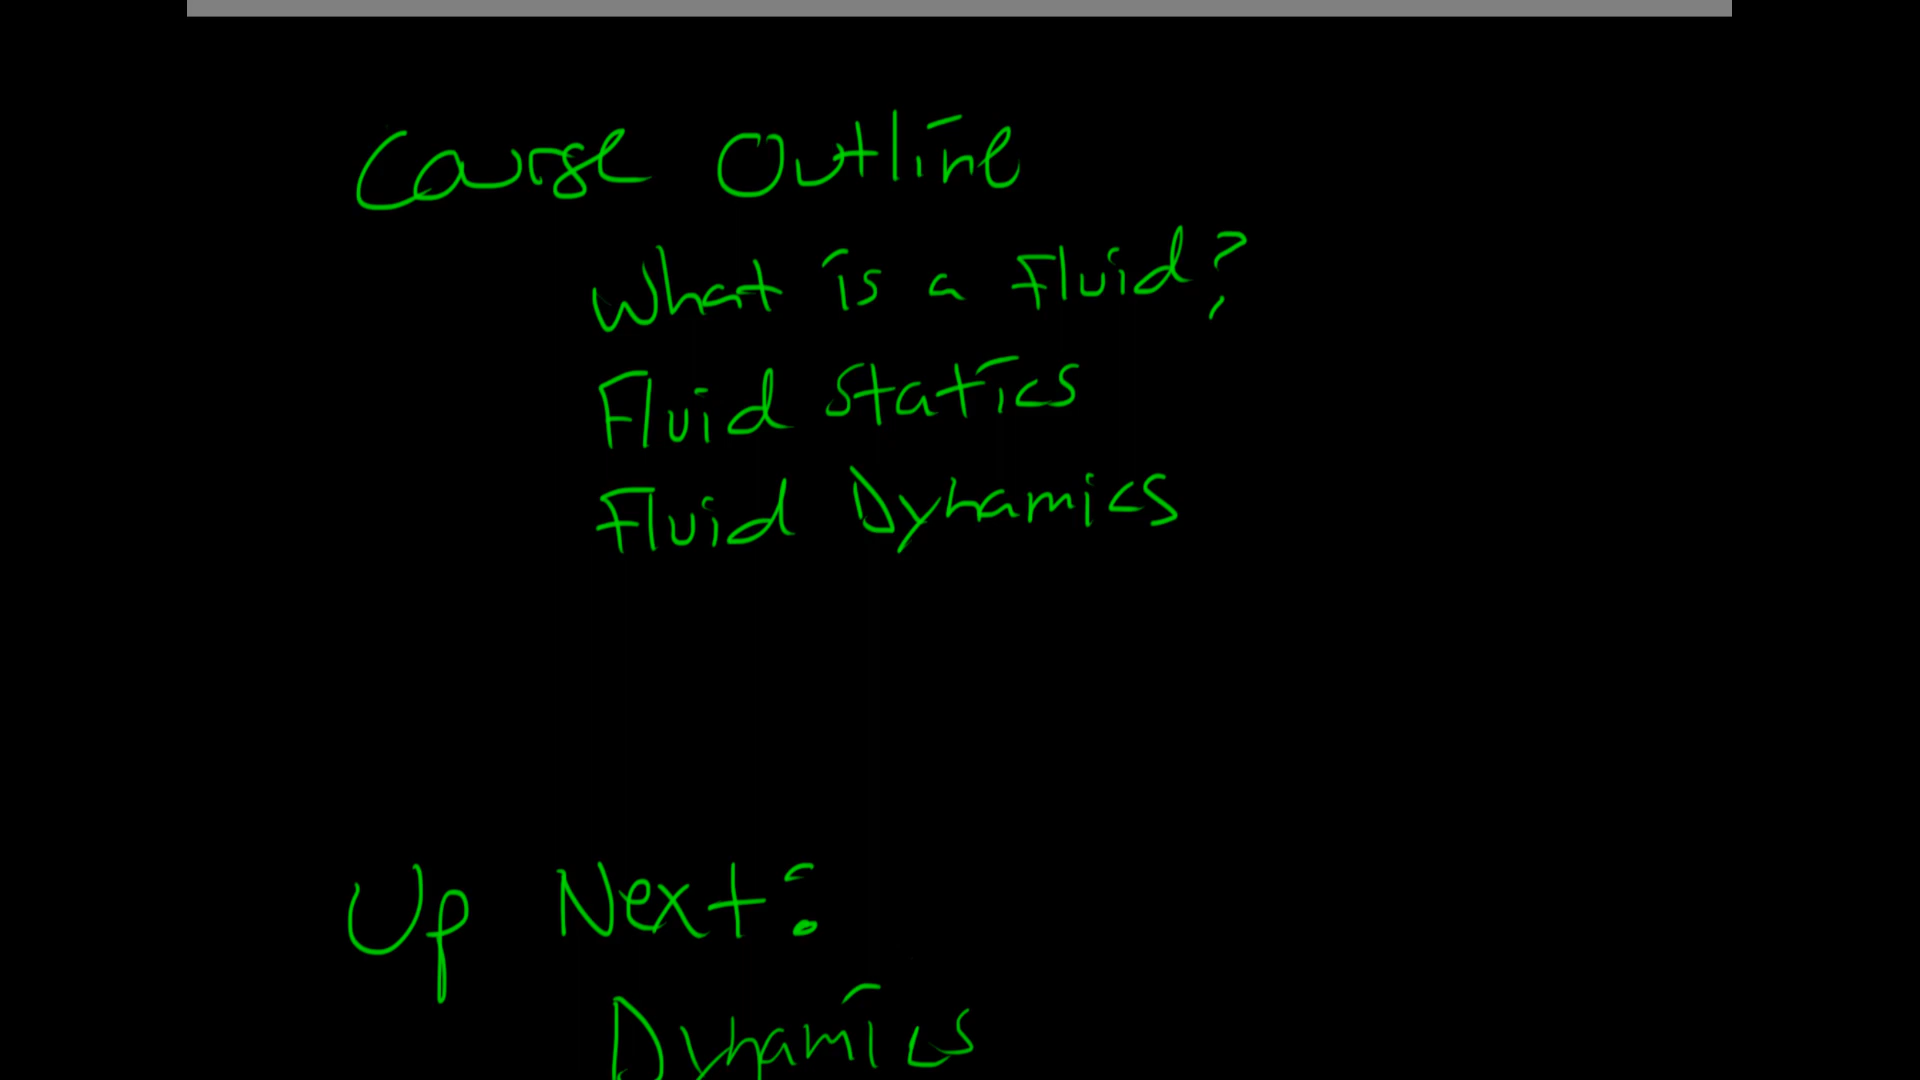 Course Outline
What is a Fluid?
Fluid Statics
Fluid Dynamics
Up Next:
Dynamics